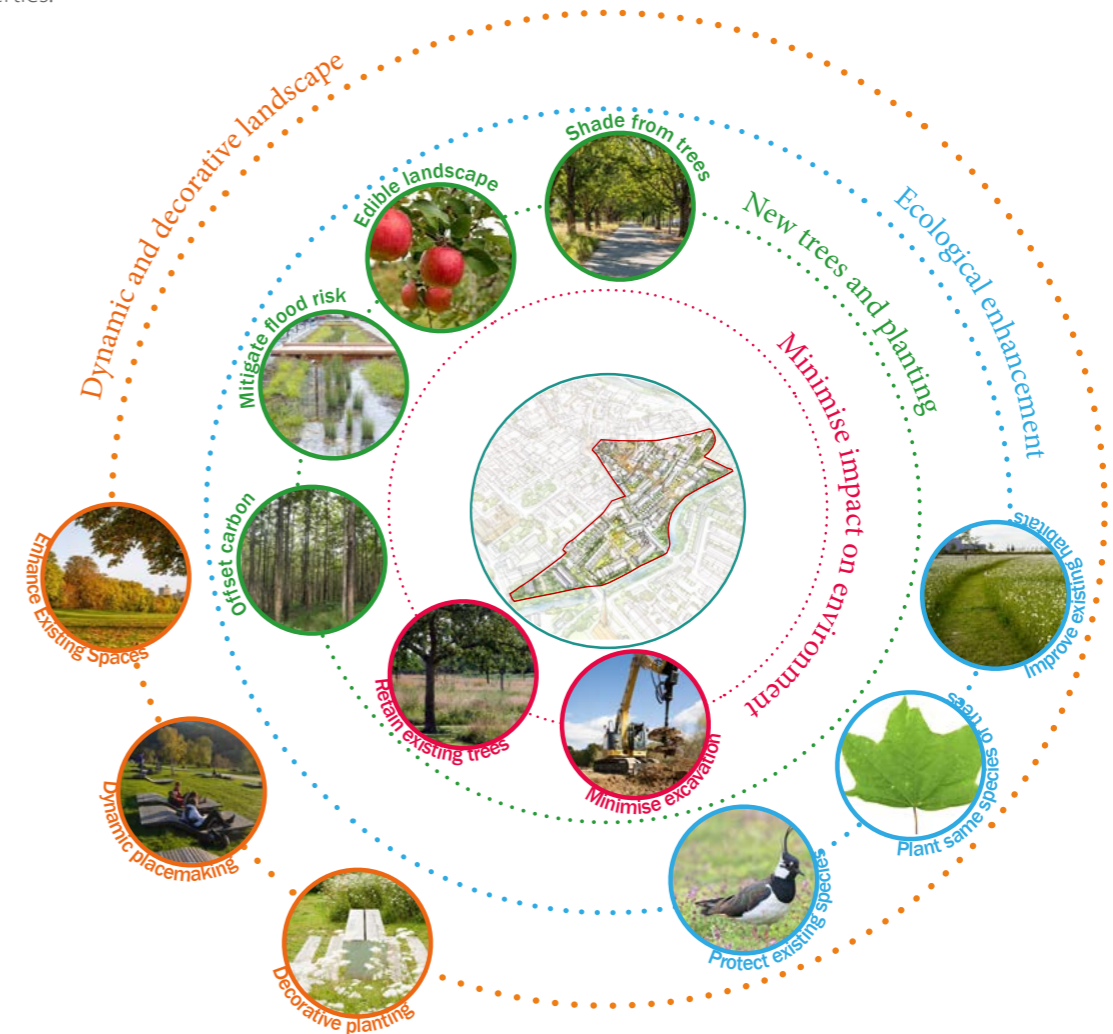 Dynamic and decorative landscape
Shade from trees
Edible landscape
New trees and planting
Ecological enhancement
Mitigate flood risk
Minimise impact on environment
Offset carbon
Enhance Existing Spaces
Improve existing habitats
Retain existing trees
Minimise excavation
Plant same species of trees
Dynamic placemaking
Protect existing species
Decorative planting